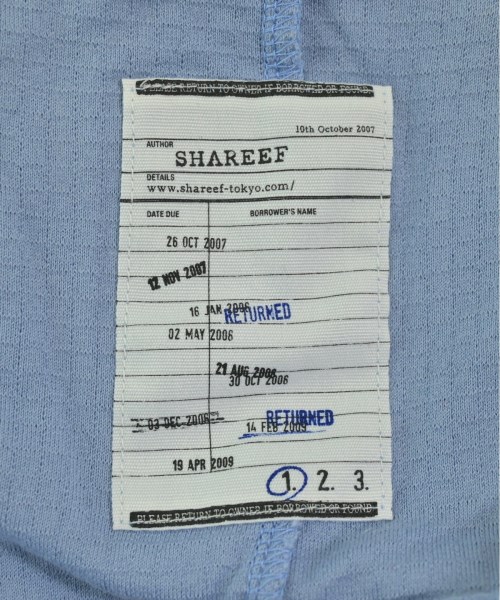 PLEASE RETURN TO OWNER IF BORROWED OR FOUND
10th October 2007
AUTHOR
SHAREEF
DETAILS
www.shareef-tokyo.com/
DATE DUE BORROWER'S NAME
26 OCT 2007
12 NOV 2007
16 JAN 2006
RETURNED
02 MAY 2006
21 AUG 2006
30 OCT 2006
03 DEC 2006
RETURNED
14 FEB 2009
19 APR 2009
1. 2. 3.
PLEASE RETURN TO OWNER IF BORROWED OR FOUND